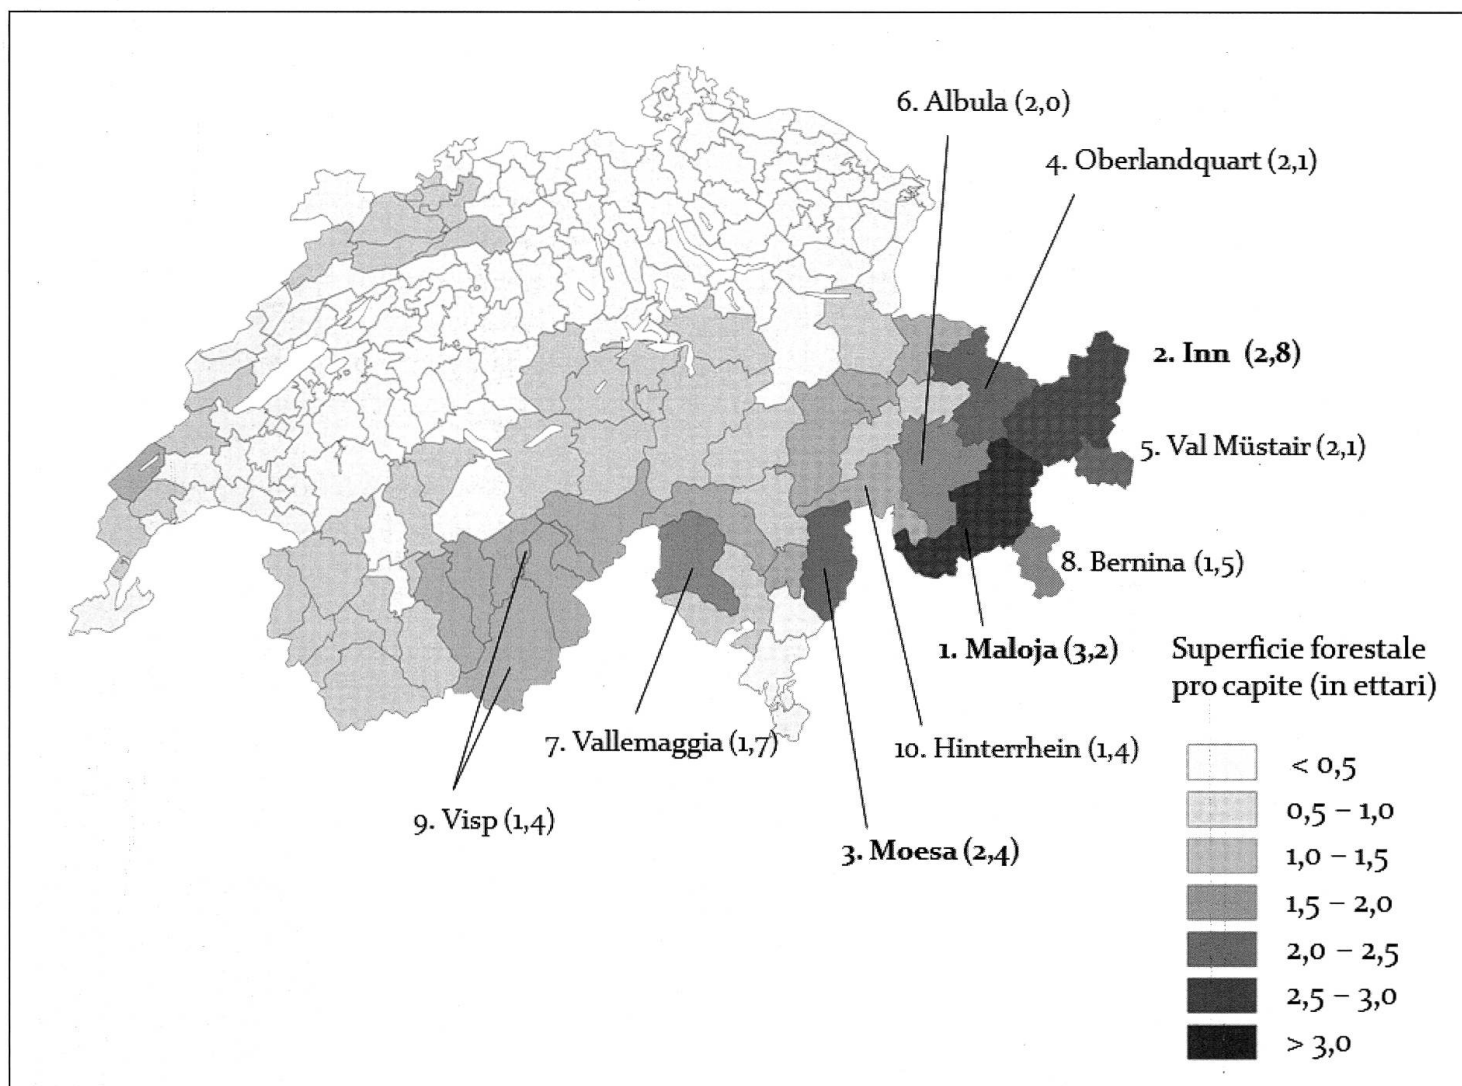 6. Albula (2,0)
4. Oberlandquart (2,1)
2. Inn (2,8)
5. Val Müstair (2,1)
8. Bernina (1,5)
1. Maloja (3,2)
7. Vallemaggia (1,7)
10. Hinterrhein (1,4)
9. Visp (1,4)
3. Moesa (2,4)
Superficie forestale
pro capite (in ettari)
< 0,5
0,5 – 1,0
1,0 – 1,5
1,5 – 2,0
2,0 – 2,5
2,5 – 3,0
> 3,0